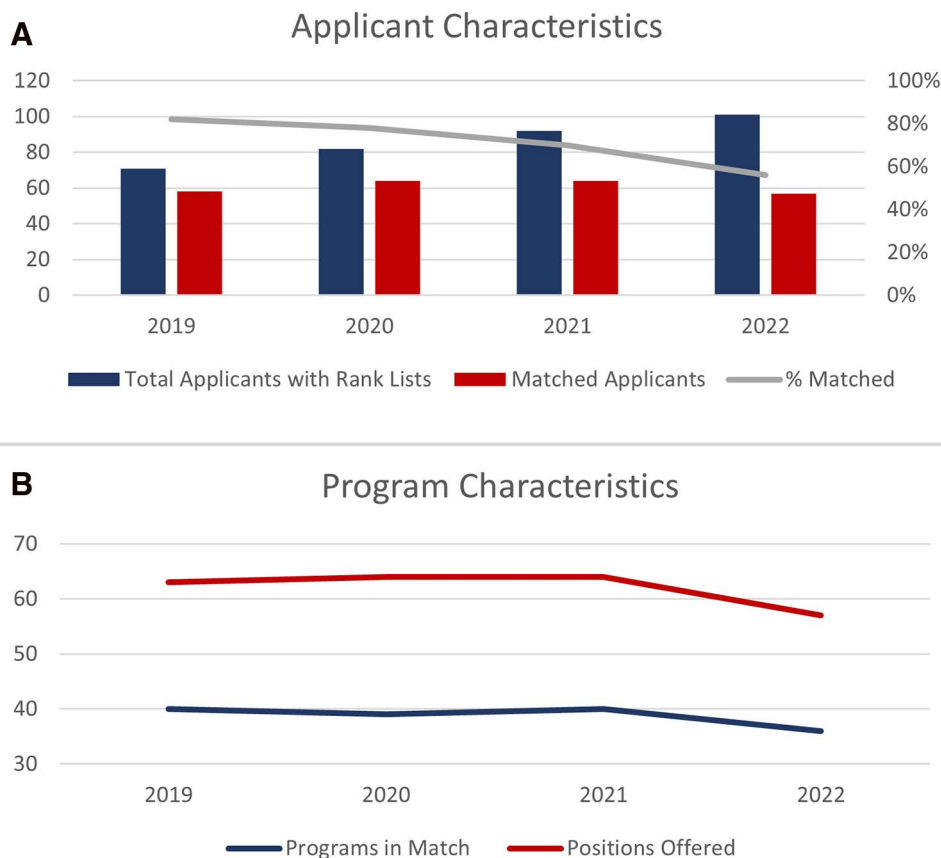 A
Applicant Characteristics
120 100%
100 80%
80 60%
60 40%
40 20%
20 0%
0
2019 2020 2021 2022
Total Applicants with Rank Lists Matched Applicants % Matched
B
Program Characteristics
70
60
50
40
30
2019 2020 2021 2022
Programs in Match Positions Offered